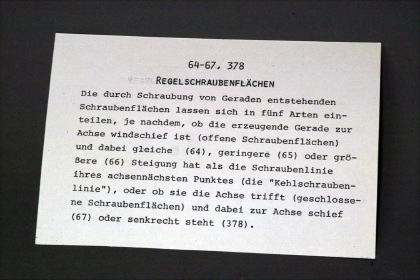 64-67, 378
REGELSCHRAUBENFLÄCHEN
Die durch Schraubung von Geraden entstehenden
Schraubenflächen lassen sich in fünf Arten ein-
teilen, je nachdem, ob die erzeugende Gerade zur
Achse windschief ist (offene Schraubenflächen)
und dabei gleiche (64), geringere (65) oder grö-
ßere (66) Steigung hat als die Schraubenlinie
ihres achsennächsten Punktes (die "Kehlschrauben-
linie"), oder ob sie die Achse trifft (geschlosse-
ne Schraubenflächen) und dabei zur Achse schief
(67) oder senkrecht steht (378).